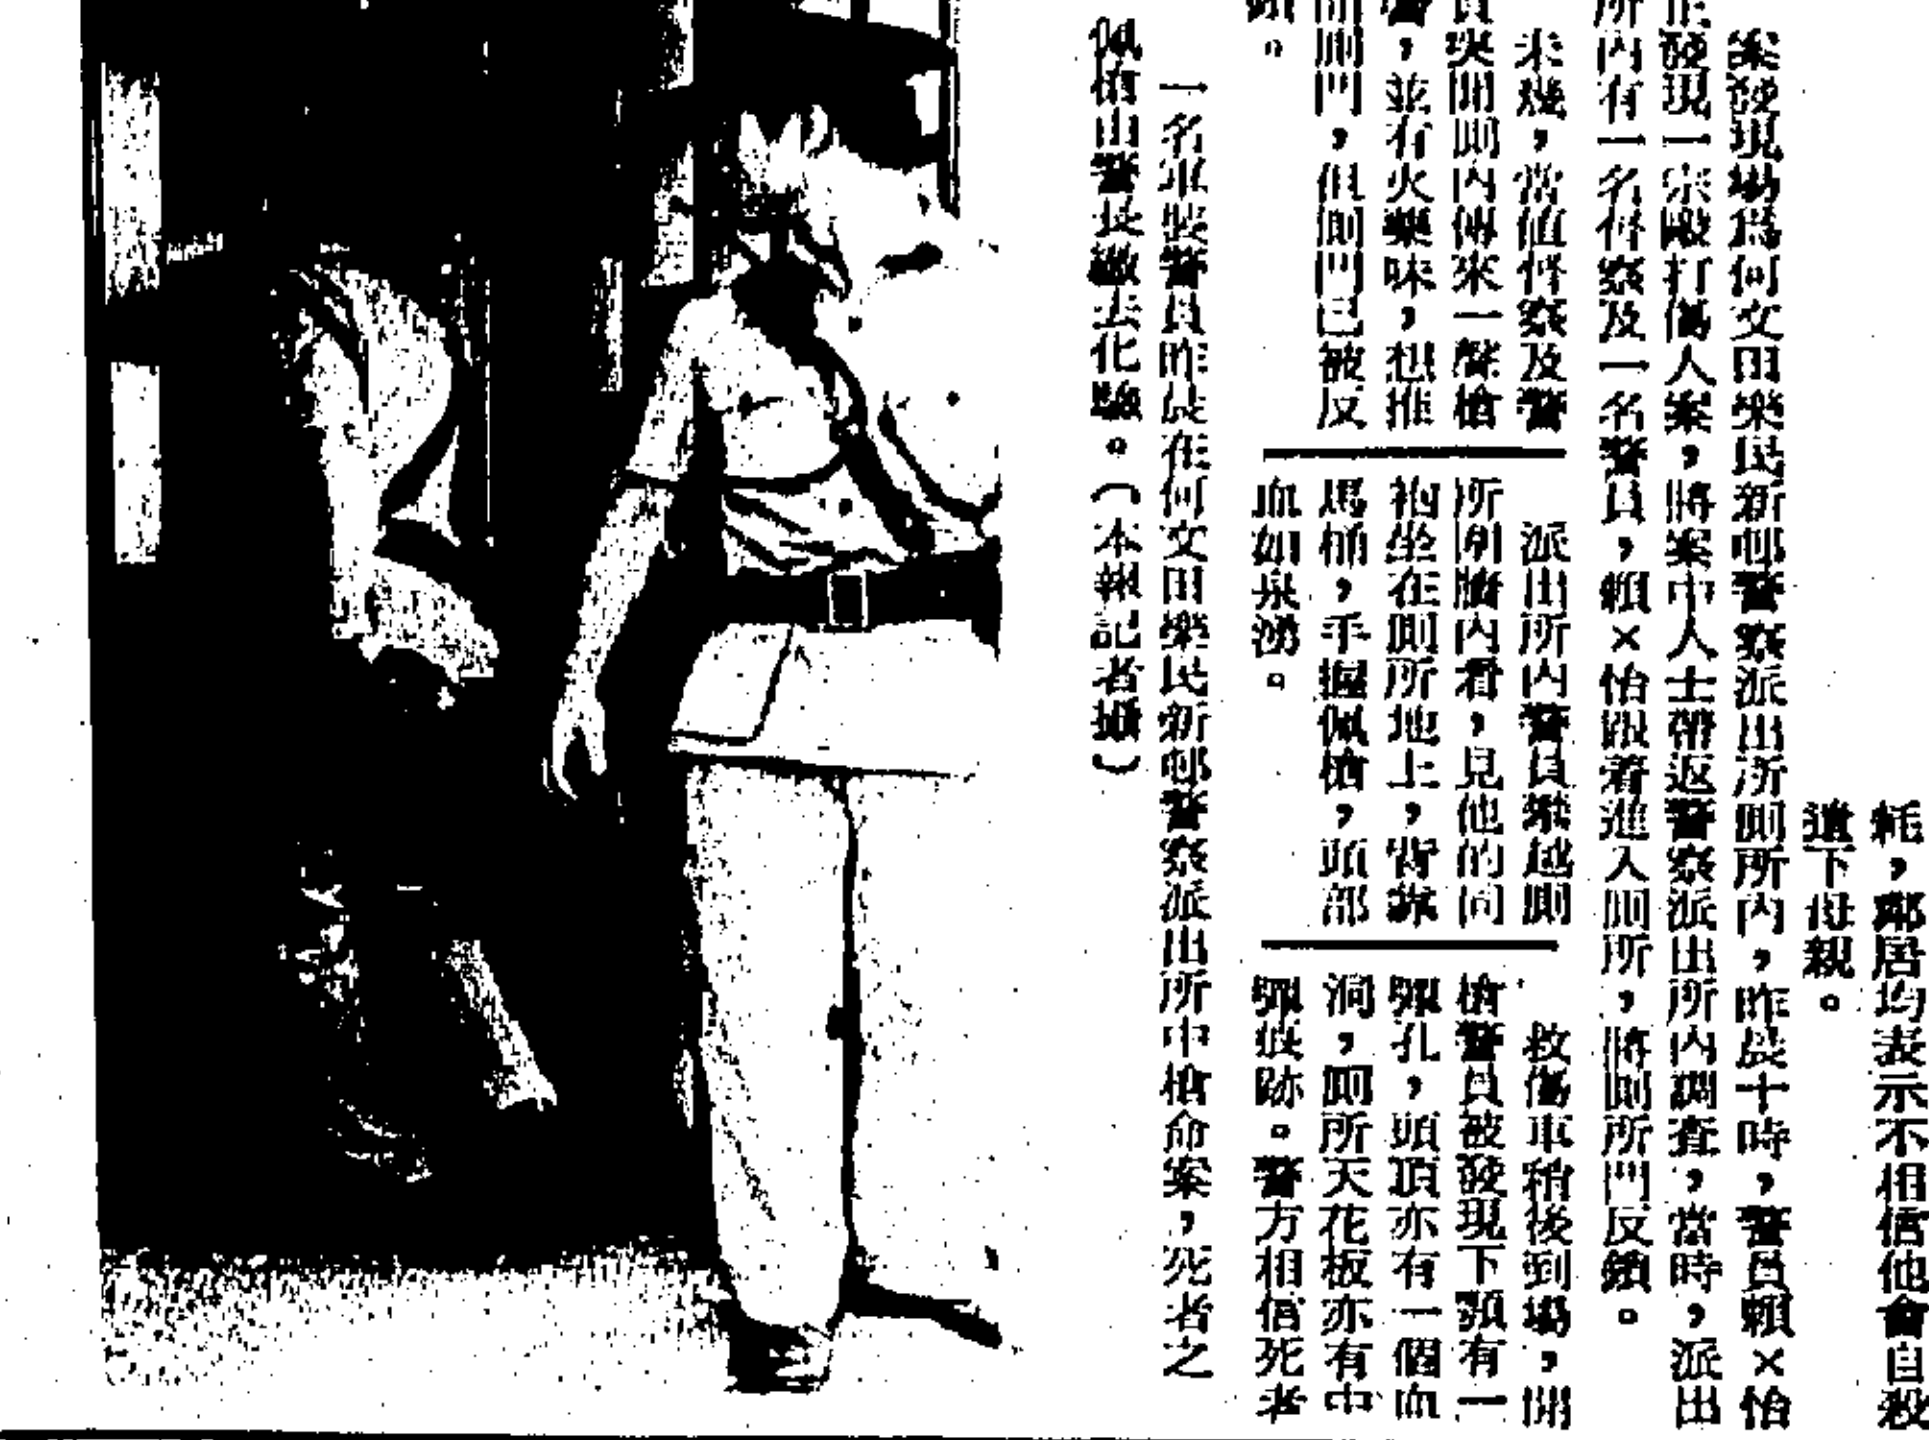 耗，鄰居均表示不相信他會自殺
遺下母親。
案發現場爲何文田樂民新邨警察派出所厠所內，昨晨十時，警員賴×怡
正發現一宗毆打傷人案，將案中人士帶返警察派出所內調查，當時，派出
所內有一名督察及一名警員，賴×怡跟着進入厠所，將厠所門反鎖。
未幾，當值督察及警
員突聞厠內傳來一聲槍
響，並有火藥味，想推
開厠門，但厠門已被反
鎖。
派出所內警員攀越厠
所閘牆內看，見他的同
袍坐在厠所地上，背靠
馬桶，手握佩槍，頭部
血如泉湧。
救傷車稍後到場，開
槍警員被發現下頦有一
彈孔，頭頂亦有一個血
洞，厠所天花板亦有中
彈痕跡。警方相信死者
一名軍裝警員昨晨在何文田樂民新邨警察派出所中槍命案，死者之
佩槍由警長繳去化驗。（本報記者攝）